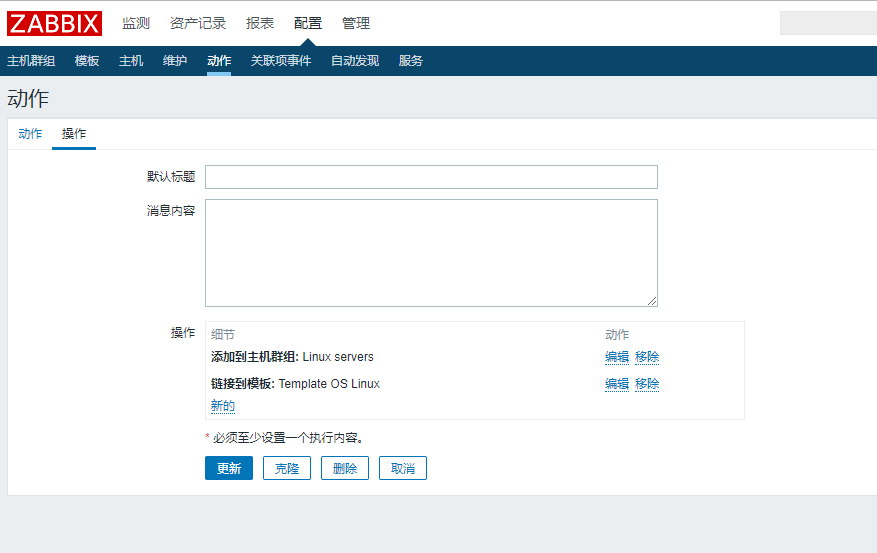 ZABBIX 监测 资产记录 报表 配置 管理
主机群组 模板 主机 维护 动作 关联项事件 自动发现 服务
动作
动作 操作
默认标题
消息内容
操作 细节 动作
添加到主机群组: Linux servers 编辑 移除
链接到模板: Template OS Linux 编辑 移除
新的
* 必须至少设置一个执行内容。
更新 克隆 删除 取消